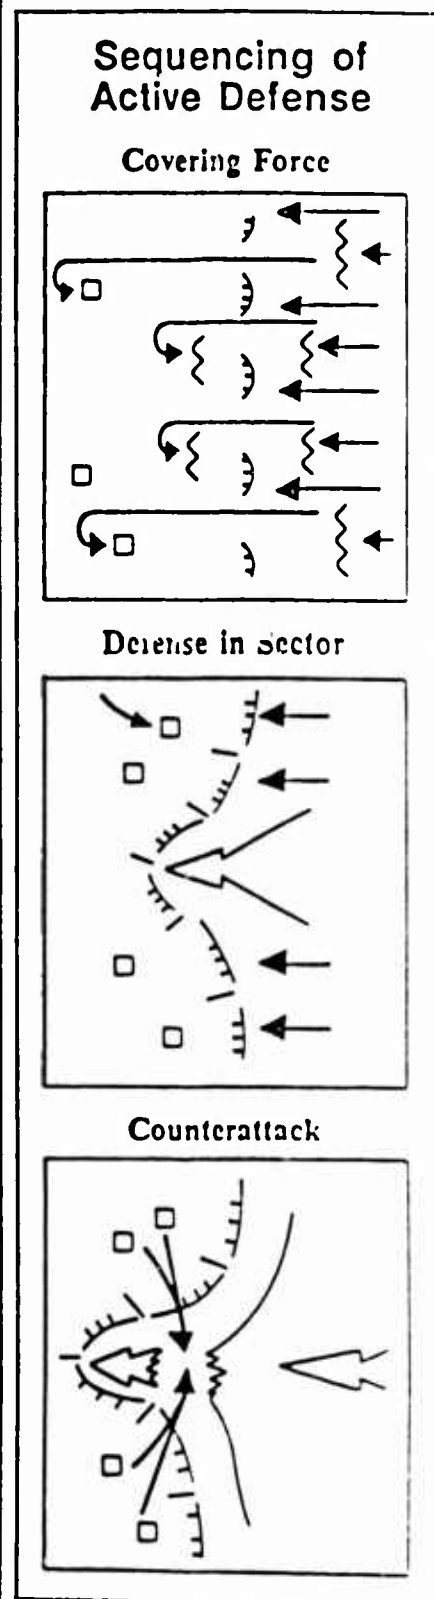 Sequencing of
Active Defense
Covering Force
Defense in Sector
Counterattack